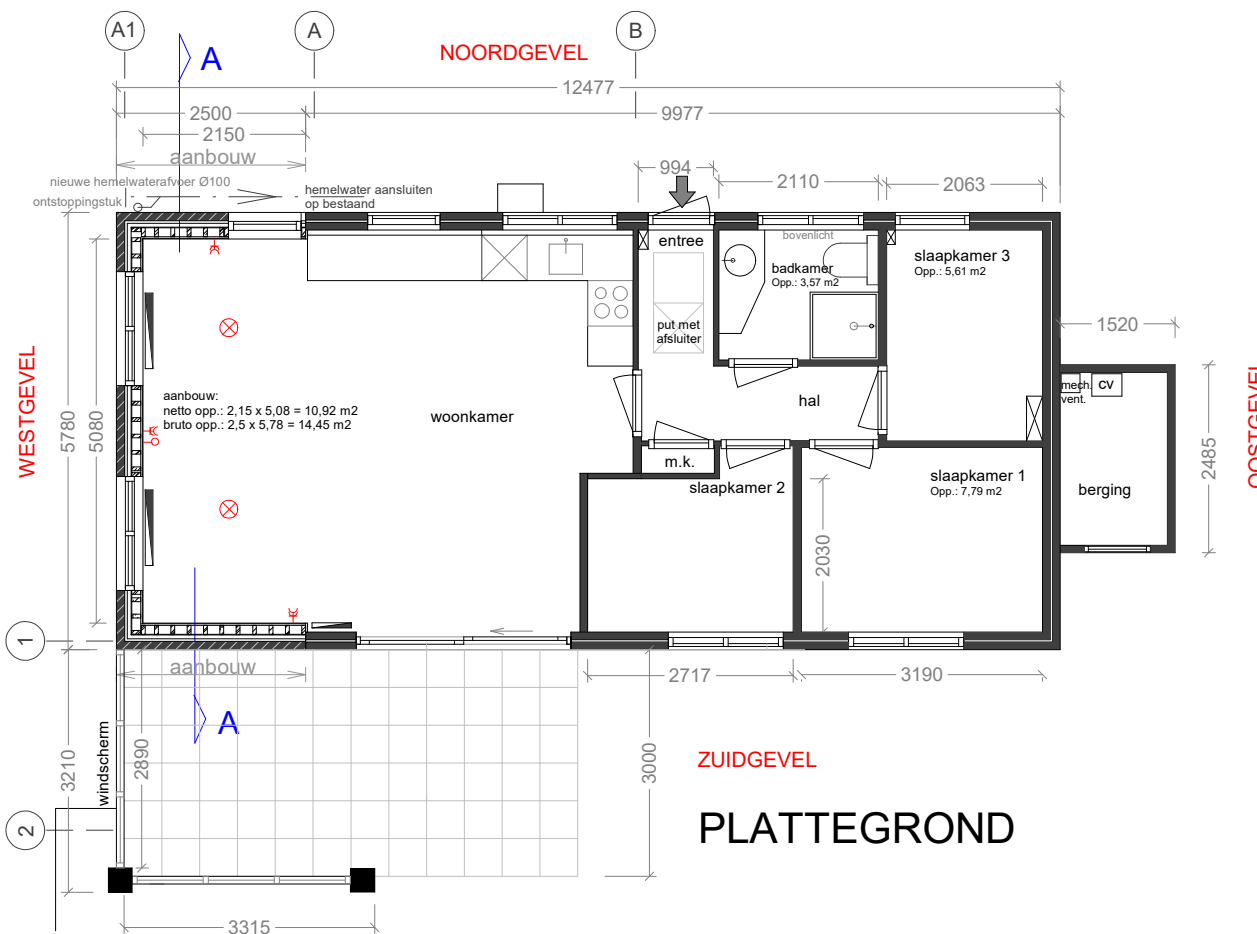 A1
A
B
NOORDGEVEL
A
12477
2500
9977
2150
aanbouw
994
2110
2063
nieuwe hemelwaterafvoer Ø100
ontstoppingstuk
hemelwater aansluiten
op bestaand
entree
bovenlicht
badkamer
Opp.: 3,57 m2
slaapkamer 3
Opp.: 5,61 m2
put met
afsluiter
1520
WESTGEVEL
5780
5080
aanbouw:
netto opp.: 2,15 x 5,08 = 10,92 m2
bruto opp.: 2,5 x 5,78 = 14,45 m2
woonkamer
hal
mech.
vent.
CV
OOSTGEVEL
2485
m.k.
slaapkamer 2
slaapkamer 1
Opp.: 7,79 m2
berging
2030
1
aanbouw
2717
3190
A
3210
windscherm
2890
3000
ZUIDGEVEL
2
PLATTEGROND
3315